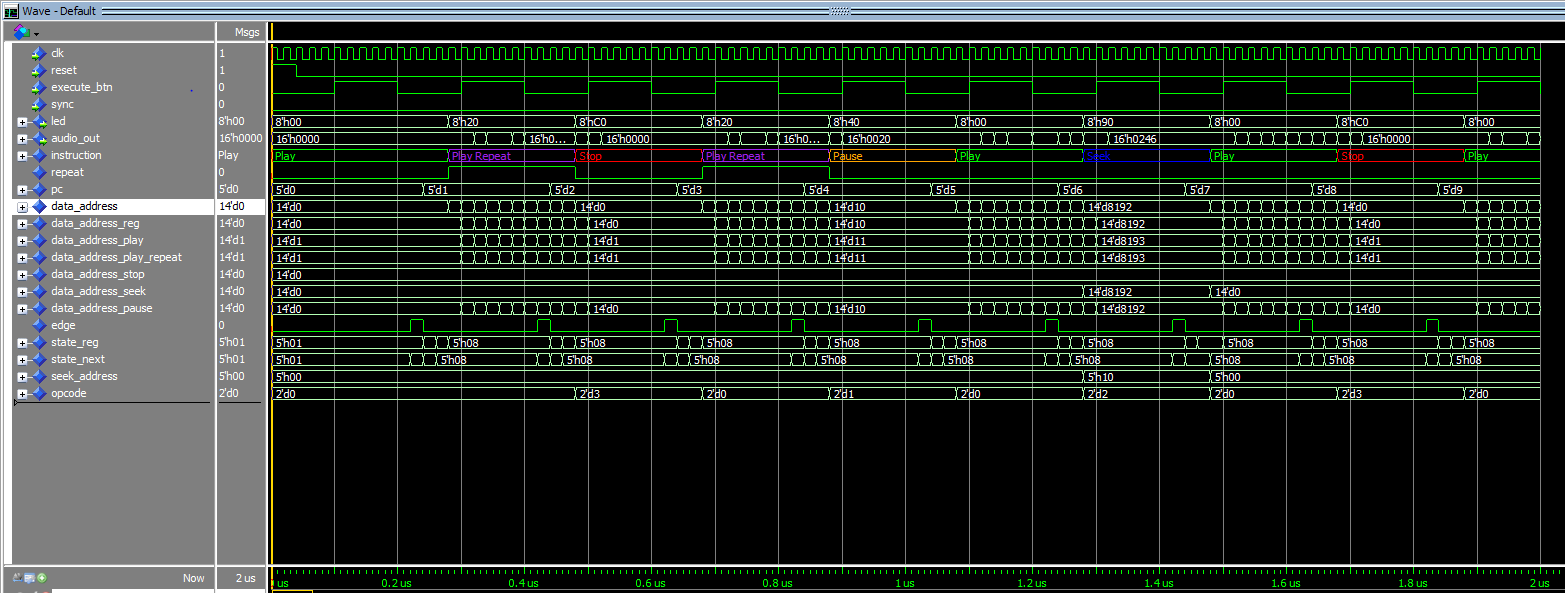 Wave - Default
Msgs
clk 1
reset 1
execute_btn 0
sync 0
led 8'h00 8'h00 8'h20 8'hC0 8'h20 8'h40 8'h00 8'h90 8'h00 8'hC0 8'h00
audio_out 16'h0000 16'h0000 16'h0... 16'h0000 16'h0... 16'h0020 16'h0246 16'h0000
instruction Play Play Play Repeat Stop Play Repeat Pause Play Seek Play Stop Play
repeat 0
pc 5'd0 5'd0 5'd1 5'd2 5'd3 5'd4 5'd5 5'd6 5'd7 5'd8 5'd9
data_address 14'd0 14'd0 14'd0 14'd10 14'd8192 14'd0
data_address_reg 14'd0 14'd0 14'd0 14'd10 14'd8192 14'd0
data_address_play 14'd1 14'd1 14'd1 14'd11 14'd8193 14'd1
data_address_play_repeat 14'd1 14'd1 14'd1 14'd11 14'd8193 14'd1
data_address_stop 14'd0 14'd0
data_address_seek 14'd0 14'd0 14'd8192 14'd0
data_address_pause 14'd0 14'd0 14'd0 14'd10 14'd8192 14'd0
edge 0
state_reg 5'h01 5'h01 5'h08 5'h08 5'h08 5'h08 5'h08 5'h08 5'h08 5'h08 5'h08
state_next 5'h01 5'h01 5'h08 5'h08 5'h08 5'h08 5'h08 5'h08 5'h08 5'h08 5'h08
seek_address 5'h00 5'h00 5'h10 5'h00
opcode 2'd0 2'd0 2'd3 2'd0 2'd1 2'd0 2'd2 2'd0 2'd3 2'd0
Now 2 us us 0.2 us 0.4 us 0.6 us 0.8 us 1 us 1.2 us 1.4 us 1.6 us 1.8 us 2 us